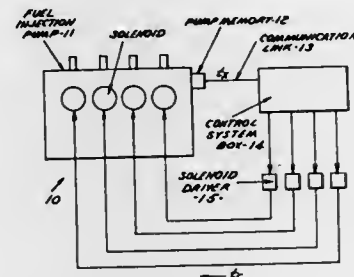 FUEL
INJECTION
PUMP-11
SOLENOID
PUMP MEMORY-12
COMMUNICATION
LINK-13
tx
CONTROL
SYSTEM
BOX-14
SOLENOID
DRIVER
-15-
10